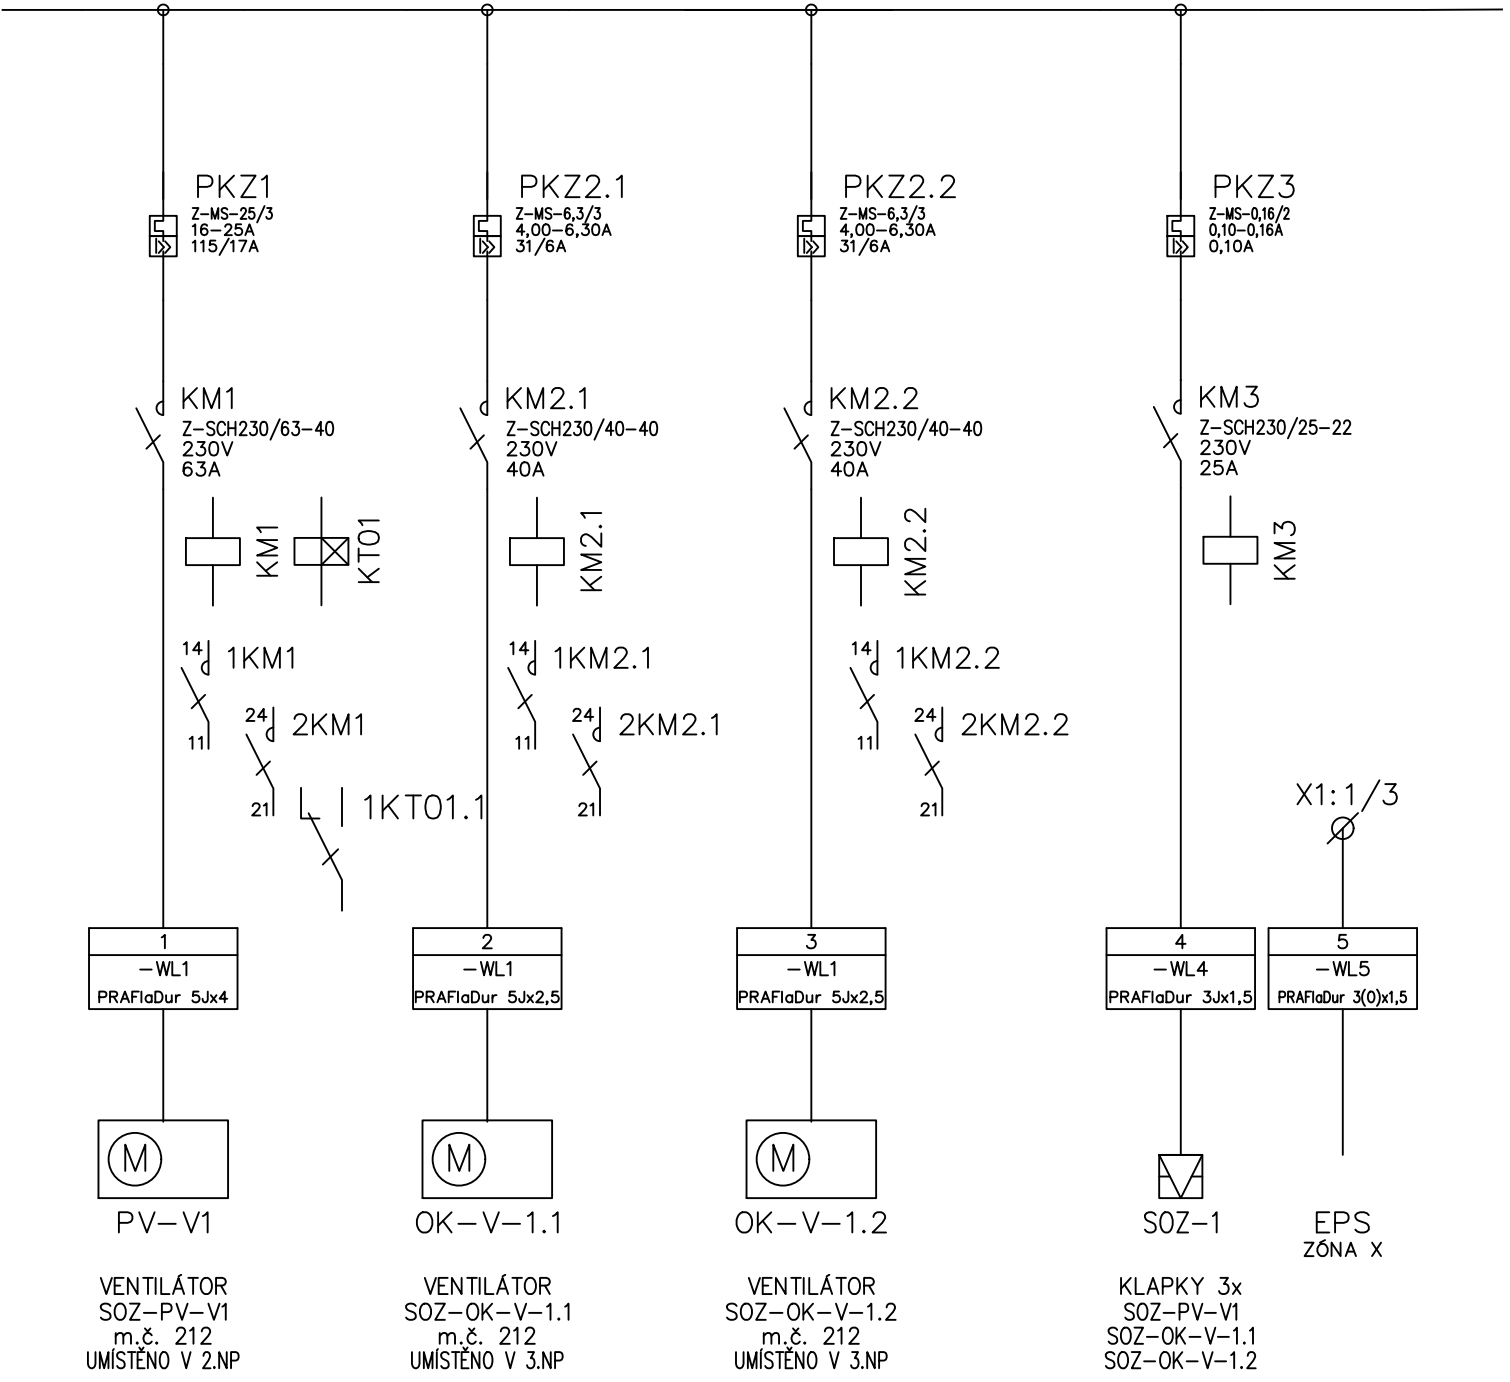 PKZ1
Z-MS-25/3
16-25A
115/17A
PKZ2.1
Z-MS-6,3/3
4,00-6,30A
31/6A
PKZ2.2
Z-MS-6,3/3
4,00-6,30A
31/6A
PKZ3
Z-MS-0,16/2
0,10-0,16A
0,10A
KM1
Z-SCH230/63-40
230V
63A
KM2.1
Z-SCH230/40-40
230V
40A
KM2.2
Z-SCH230/40-40
230V
40A
KM3
Z-SCH230/25-22
230V
25A
KM1
KT01
KM2.1
KM2.2
KM3
14
1KM1
11
24
2KM1
21
1KT01.1
14
1KM2.1
11
24
2KM2.1
21
14
1KM2.2
11
24
2KM2.2
21
X1:1/3
1
-WL1
PRAFlaDur 5Jx4
2
-WL1
PRAFlaDur 5Jx2,5
3
-WL1
PRAFlaDur 5Jx2,5
4
-WL4
PRAFlaDur 3Jx1,5
5
-WL5
PRAFlaDur 3(O)x1,5
M
PV-V1
M
OK-V-1.1
M
OK-V-1.2
SOZ-1
EPS
ZÓNA X
VENTILÁTOR
SOZ-PV-V1
m.č. 212
UMÍSTĚNO V 2.NP
VENTILÁTOR
SOZ-OK-V-1.1
m.č. 212
UMÍSTĚNO V 3.NP
VENTILÁTOR
SOZ-OK-V-1.2
m.č. 212
UMÍSTĚNO V 3.NP
KLAPKY 3x
SOZ-PV-V1
SOZ-OK-V-1.1
SOZ-OK-V-1.2